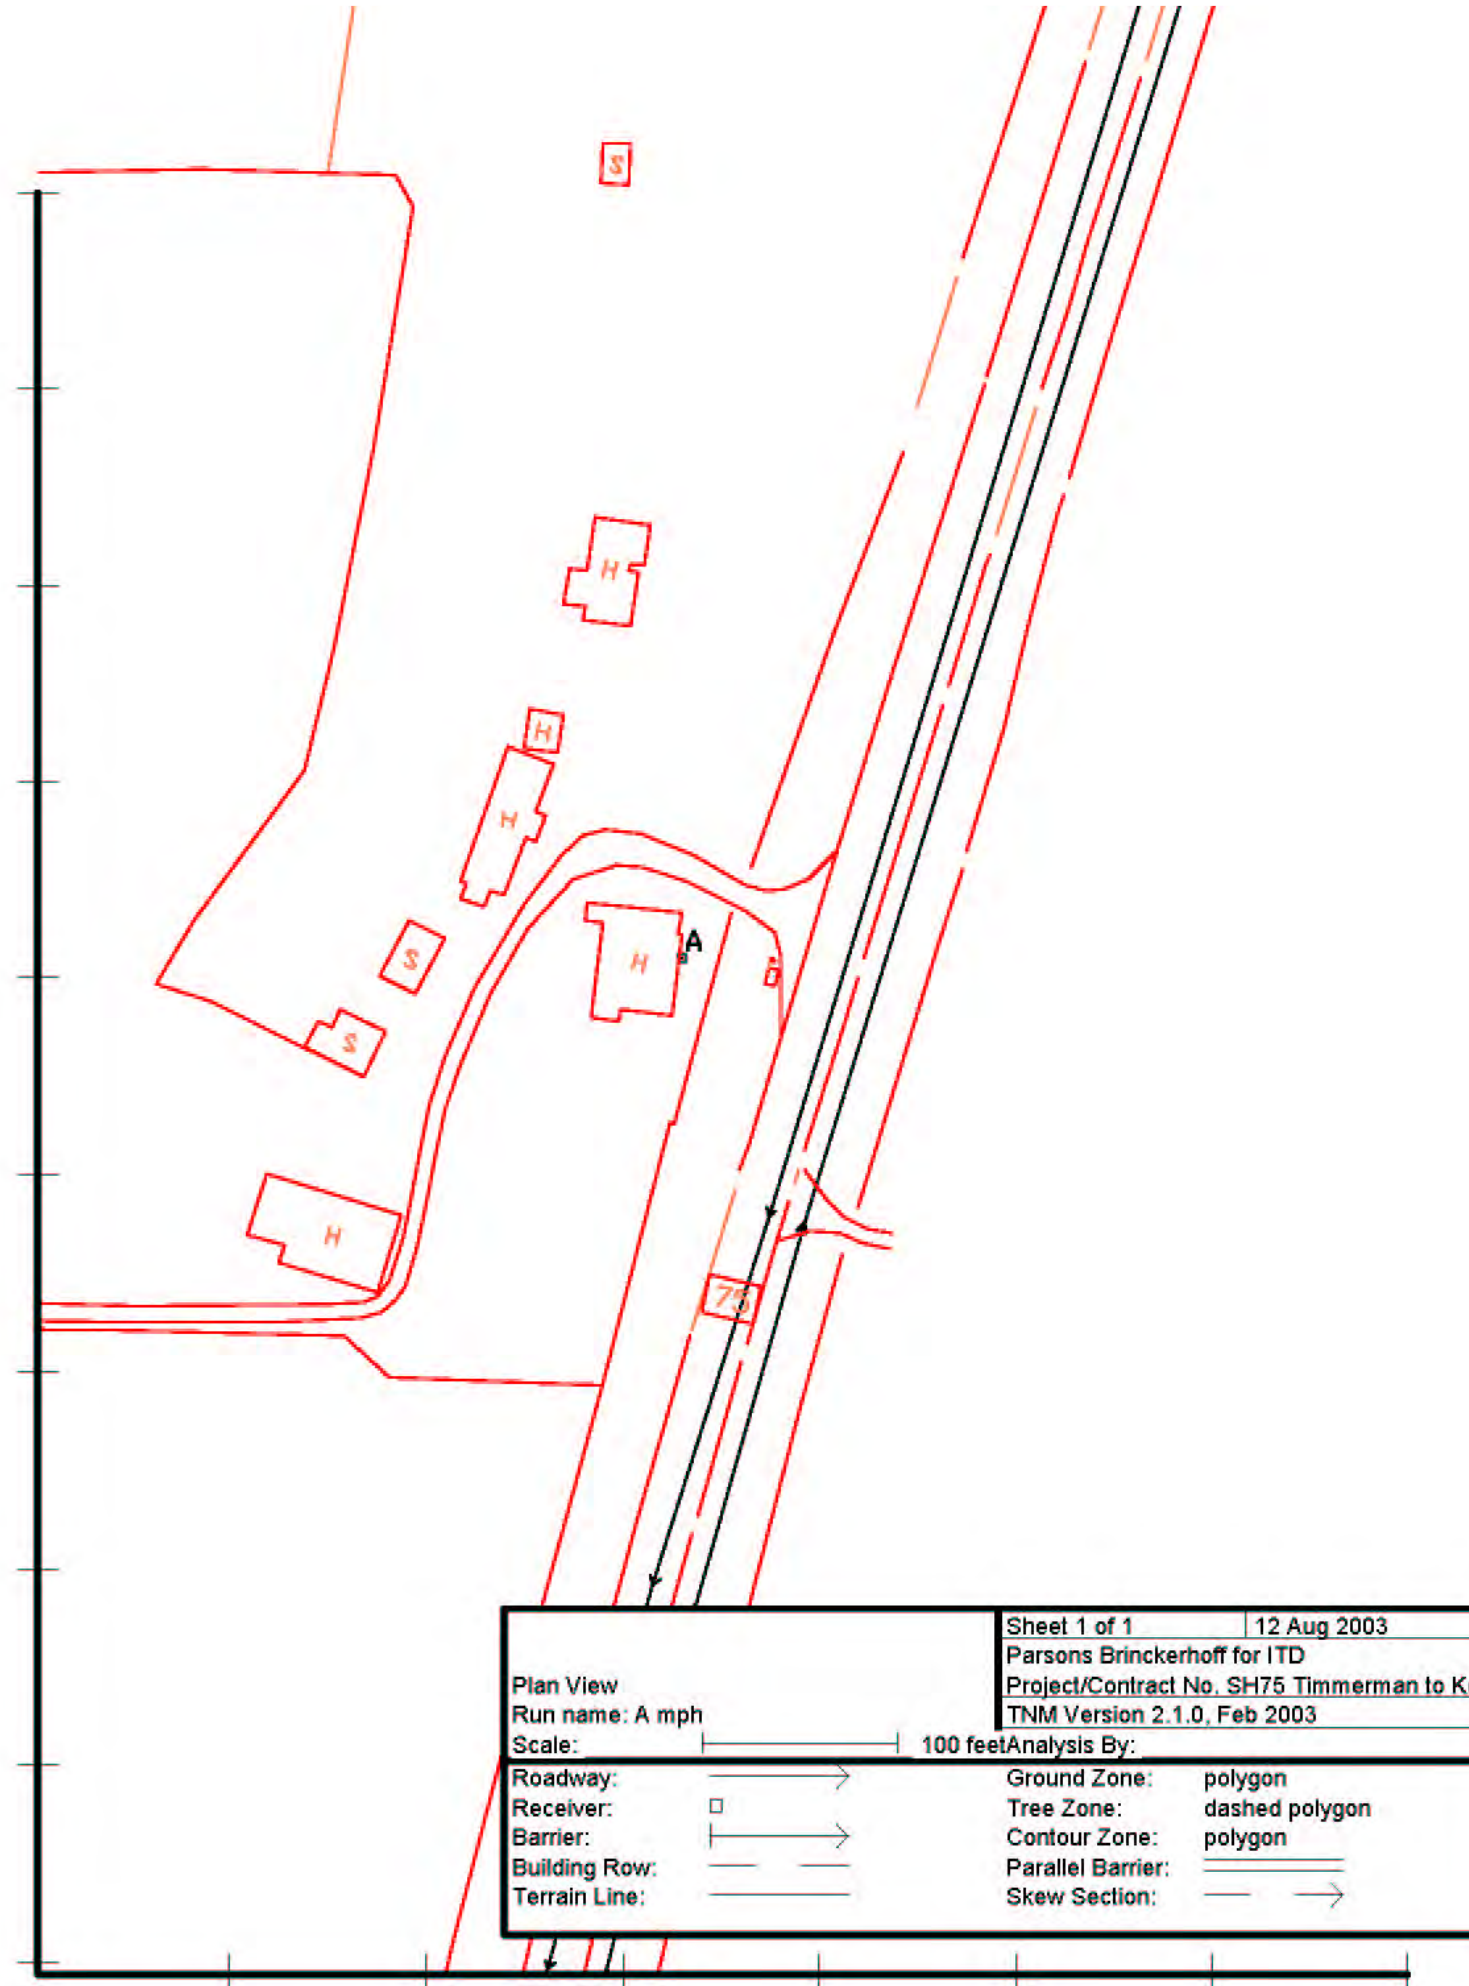 S
H
H
H
A
H
S
S
H
75
Sheet 1 of 1 12 Aug 2003
Parsons Brinckerhoff for ITD
Plan View Project/Contract No. SH75 Timmerman to K
Run name: A mph TNM Version 2.1.0, Feb 2003
Scale: 100 feet Analysis By:
Roadway: Ground Zone: polygon
Receiver: Tree Zone: dashed polygon
Barrier: Contour Zone: polygon
Building Row: Parallel Barrier:
Terrain Line: Skew Section: